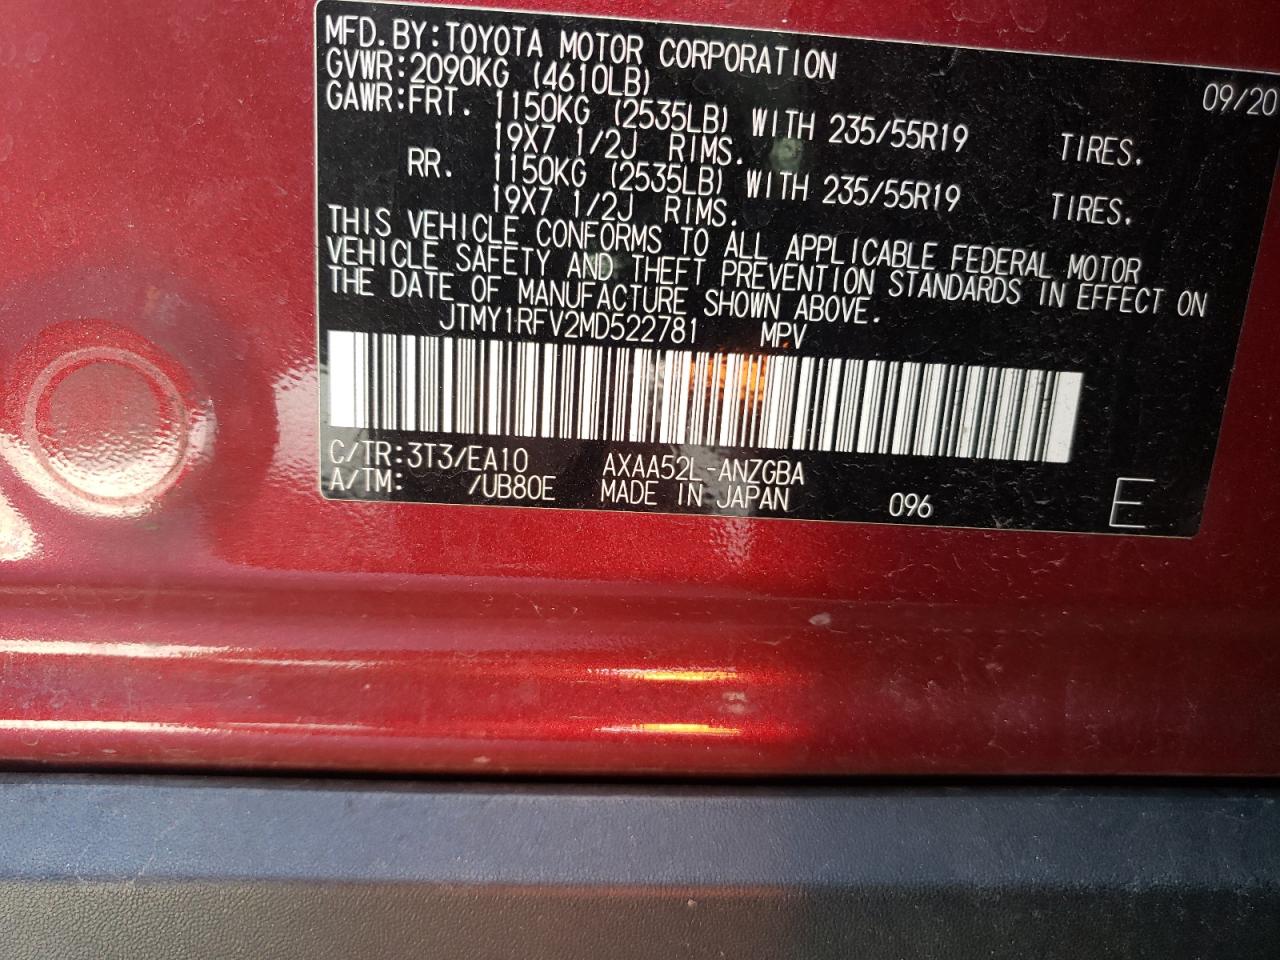 MFD.BY:TOYOTA MOTOR CORPORATION 09/20
GVWR:2090KG (4610LB)
GAWR:FRT. 1150KG (2535LB) WITH 235/55R19 TIRES.
19X7 1/2J RIMS.
RR. 1150KG (2535LB) WITH 235/55R19 TIRES.
19X7 1/2J RIMS.
THIS VEHICLE CONFORMS TO ALL APPLICABLE FEDERAL MOTOR
VEHICLE SAFETY AND THEFT PREVENTION STANDARDS IN EFFECT ON
THE DATE OF MANUFACTURE SHOWN ABOVE.
JTMY1RFV2MD522781 MPV
C/TR:3T3/EA10 AXAA52L-ANZGBA
A/TM: /UB80E MADE IN JAPAN 096 E